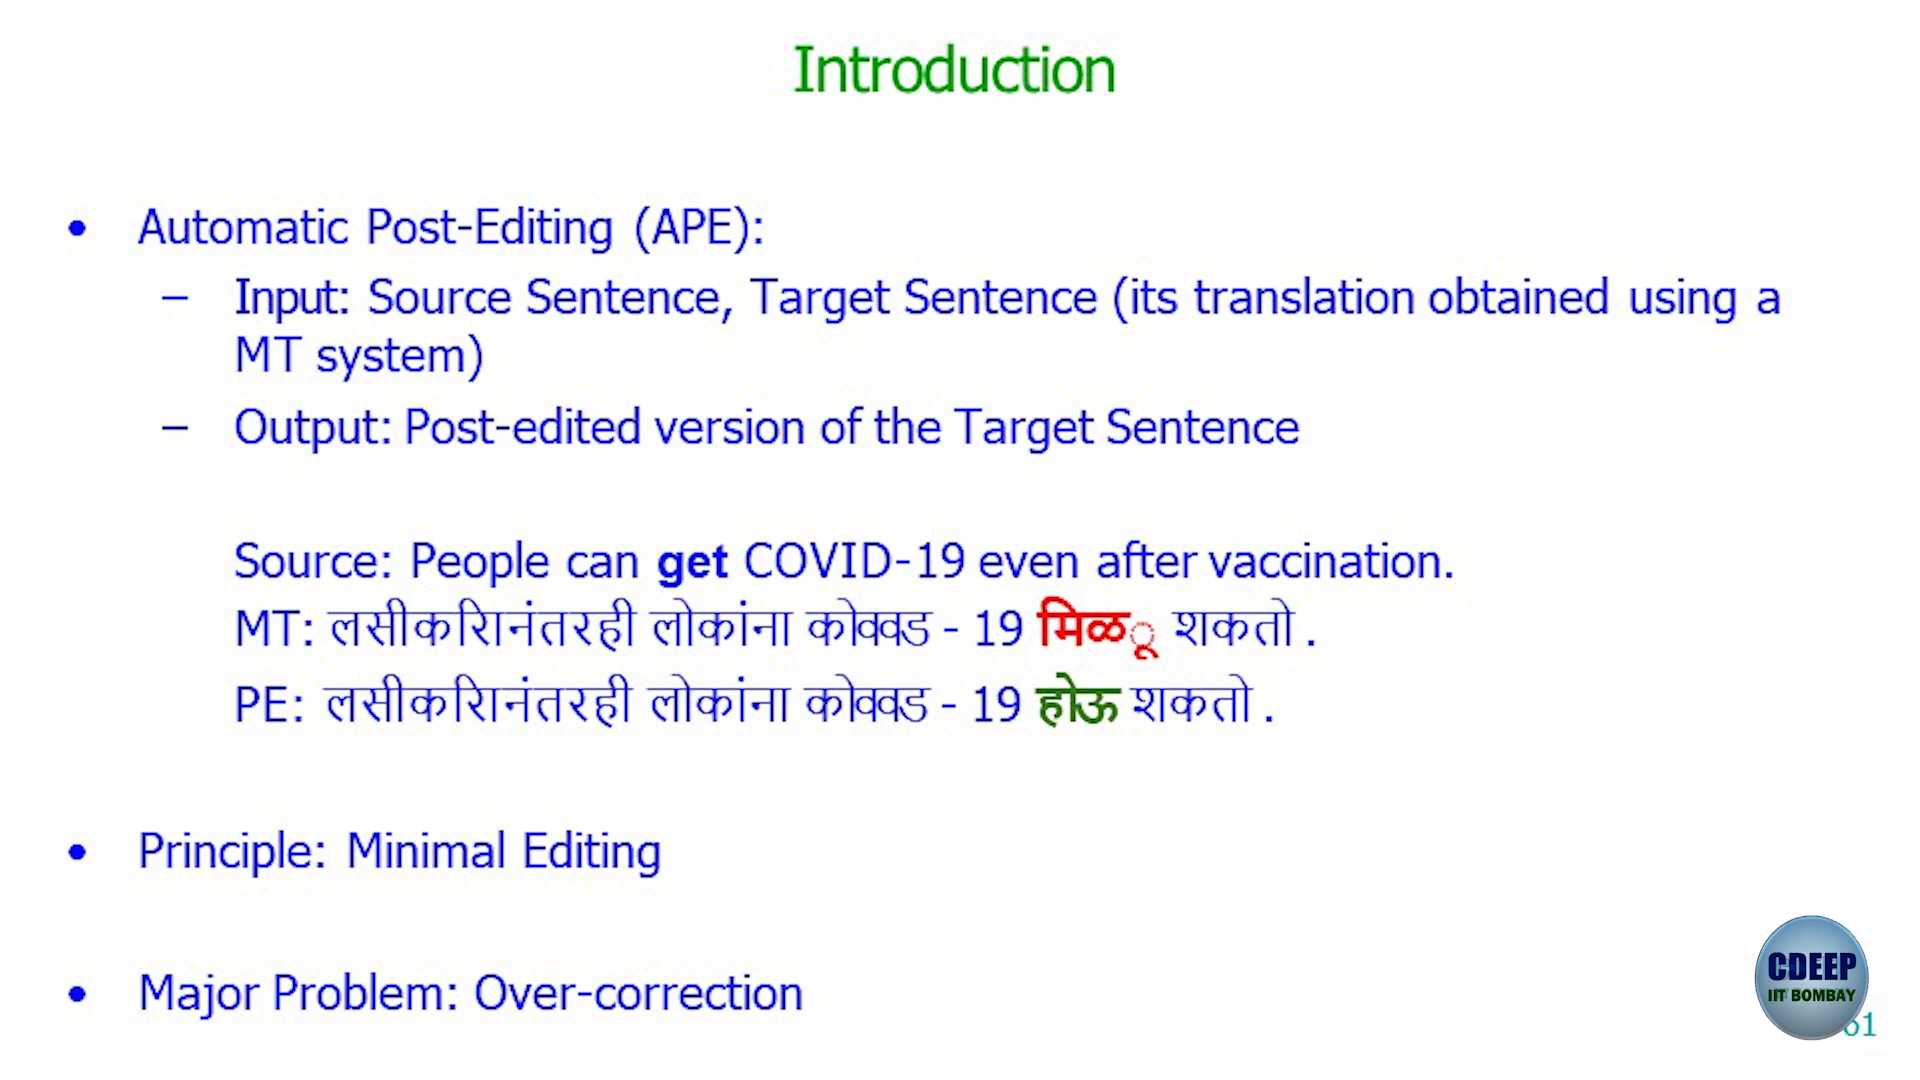 Introduction
• Automatic Post-Editing (APE):
– Input: Source Sentence, Target Sentence (its translation obtained using a
MT system)
– Output: Post-edited version of the Target Sentence
Source: People can get COVID-19 even after vaccination.
MT: लसीकरिानंतरही लोकांना कोव्वड - 19 मिळू शकतो .
PE: लसीकरिानंतरही लोकांना कोव्वड - 19 होऊ शकतो .
• Principle: Minimal Editing
• Major Problem: Over-correction
CDEEP
IIT BOMBAY
61